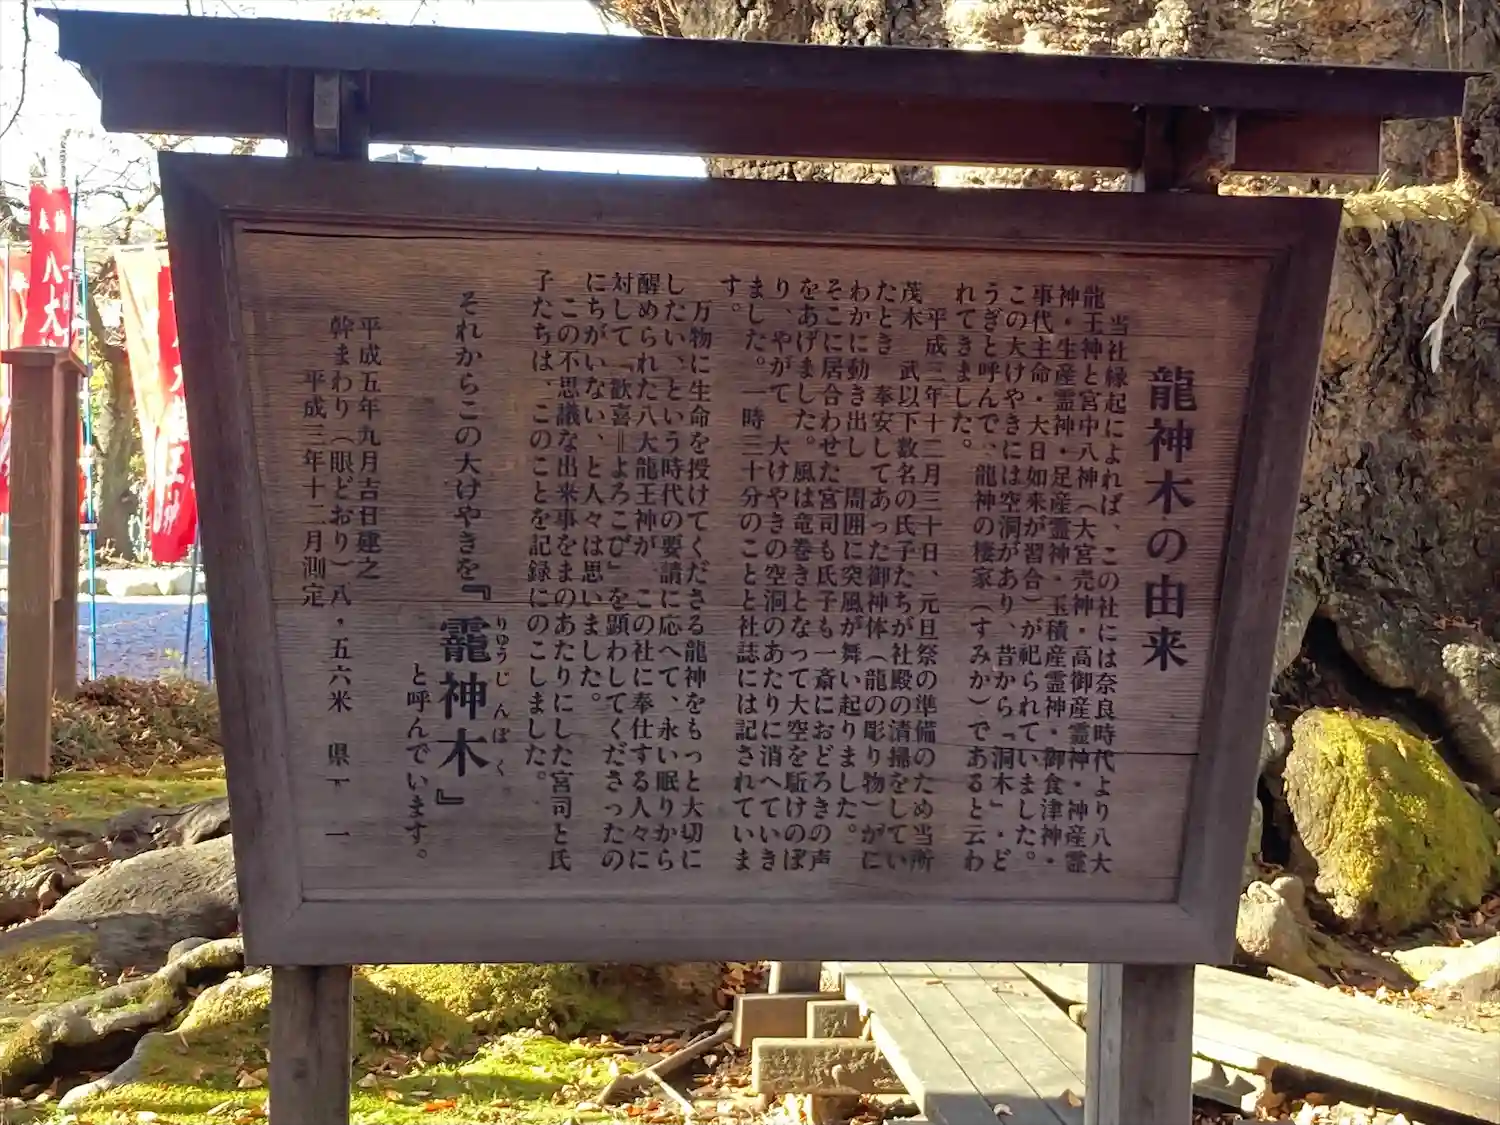 龍神木の由来
当社縁起によれば、この社には奈良時代より八大
龍王神と宮中八神(大宮売神・高御産霊神・神産霊
神・生産霊神・足産霊神・玉積産霊神・御食津神・
事代主命・大日如来が習合)が祀られていました。
この大けやきには空洞があり、昔から「洞木」・ど
うぎと呼んで、龍神の棲家(すみか)であると云わ
れてきました。
平成三年十二月三十日、元旦祭の準備のため当所
茂木 武以下数名の氏子たちが社殿の清掃をしてい
たとき、奉安してあった御神体(龍の彫り物)がに
わかに動き出し、周囲に突風が舞い起りました。
そこに居合わせた宮司も氏子も一斎におどろきの声
をあげました。風は竜巻きとなって大空を駈けのぼ
り、やがて、大けやきの空洞のあたりに消へていき
ました。一時三十分のことと社誌には記されていま
す。
万物に生命を授けてくださる龍神をもっと大切に
したい、という時代の要請に応へて、永い眠りから
醒められた八大龍王神が、この社に奉仕する人々に
対して「歓喜=よろこび」を顕わしてくださったの
にちがいない、と人々は思いました。
この不思議な出来事をまのあたりにした宮司と氏
子たちは、このことを記録にのこしました。
それからこの大けやきを『龗神木』
りゅうじんぼく
と呼んでいます。
平成五年九月吉日建之
幹まわり(眼どおり)八,五六米 県下 一
平成三年十二月測定
奉 納
八大